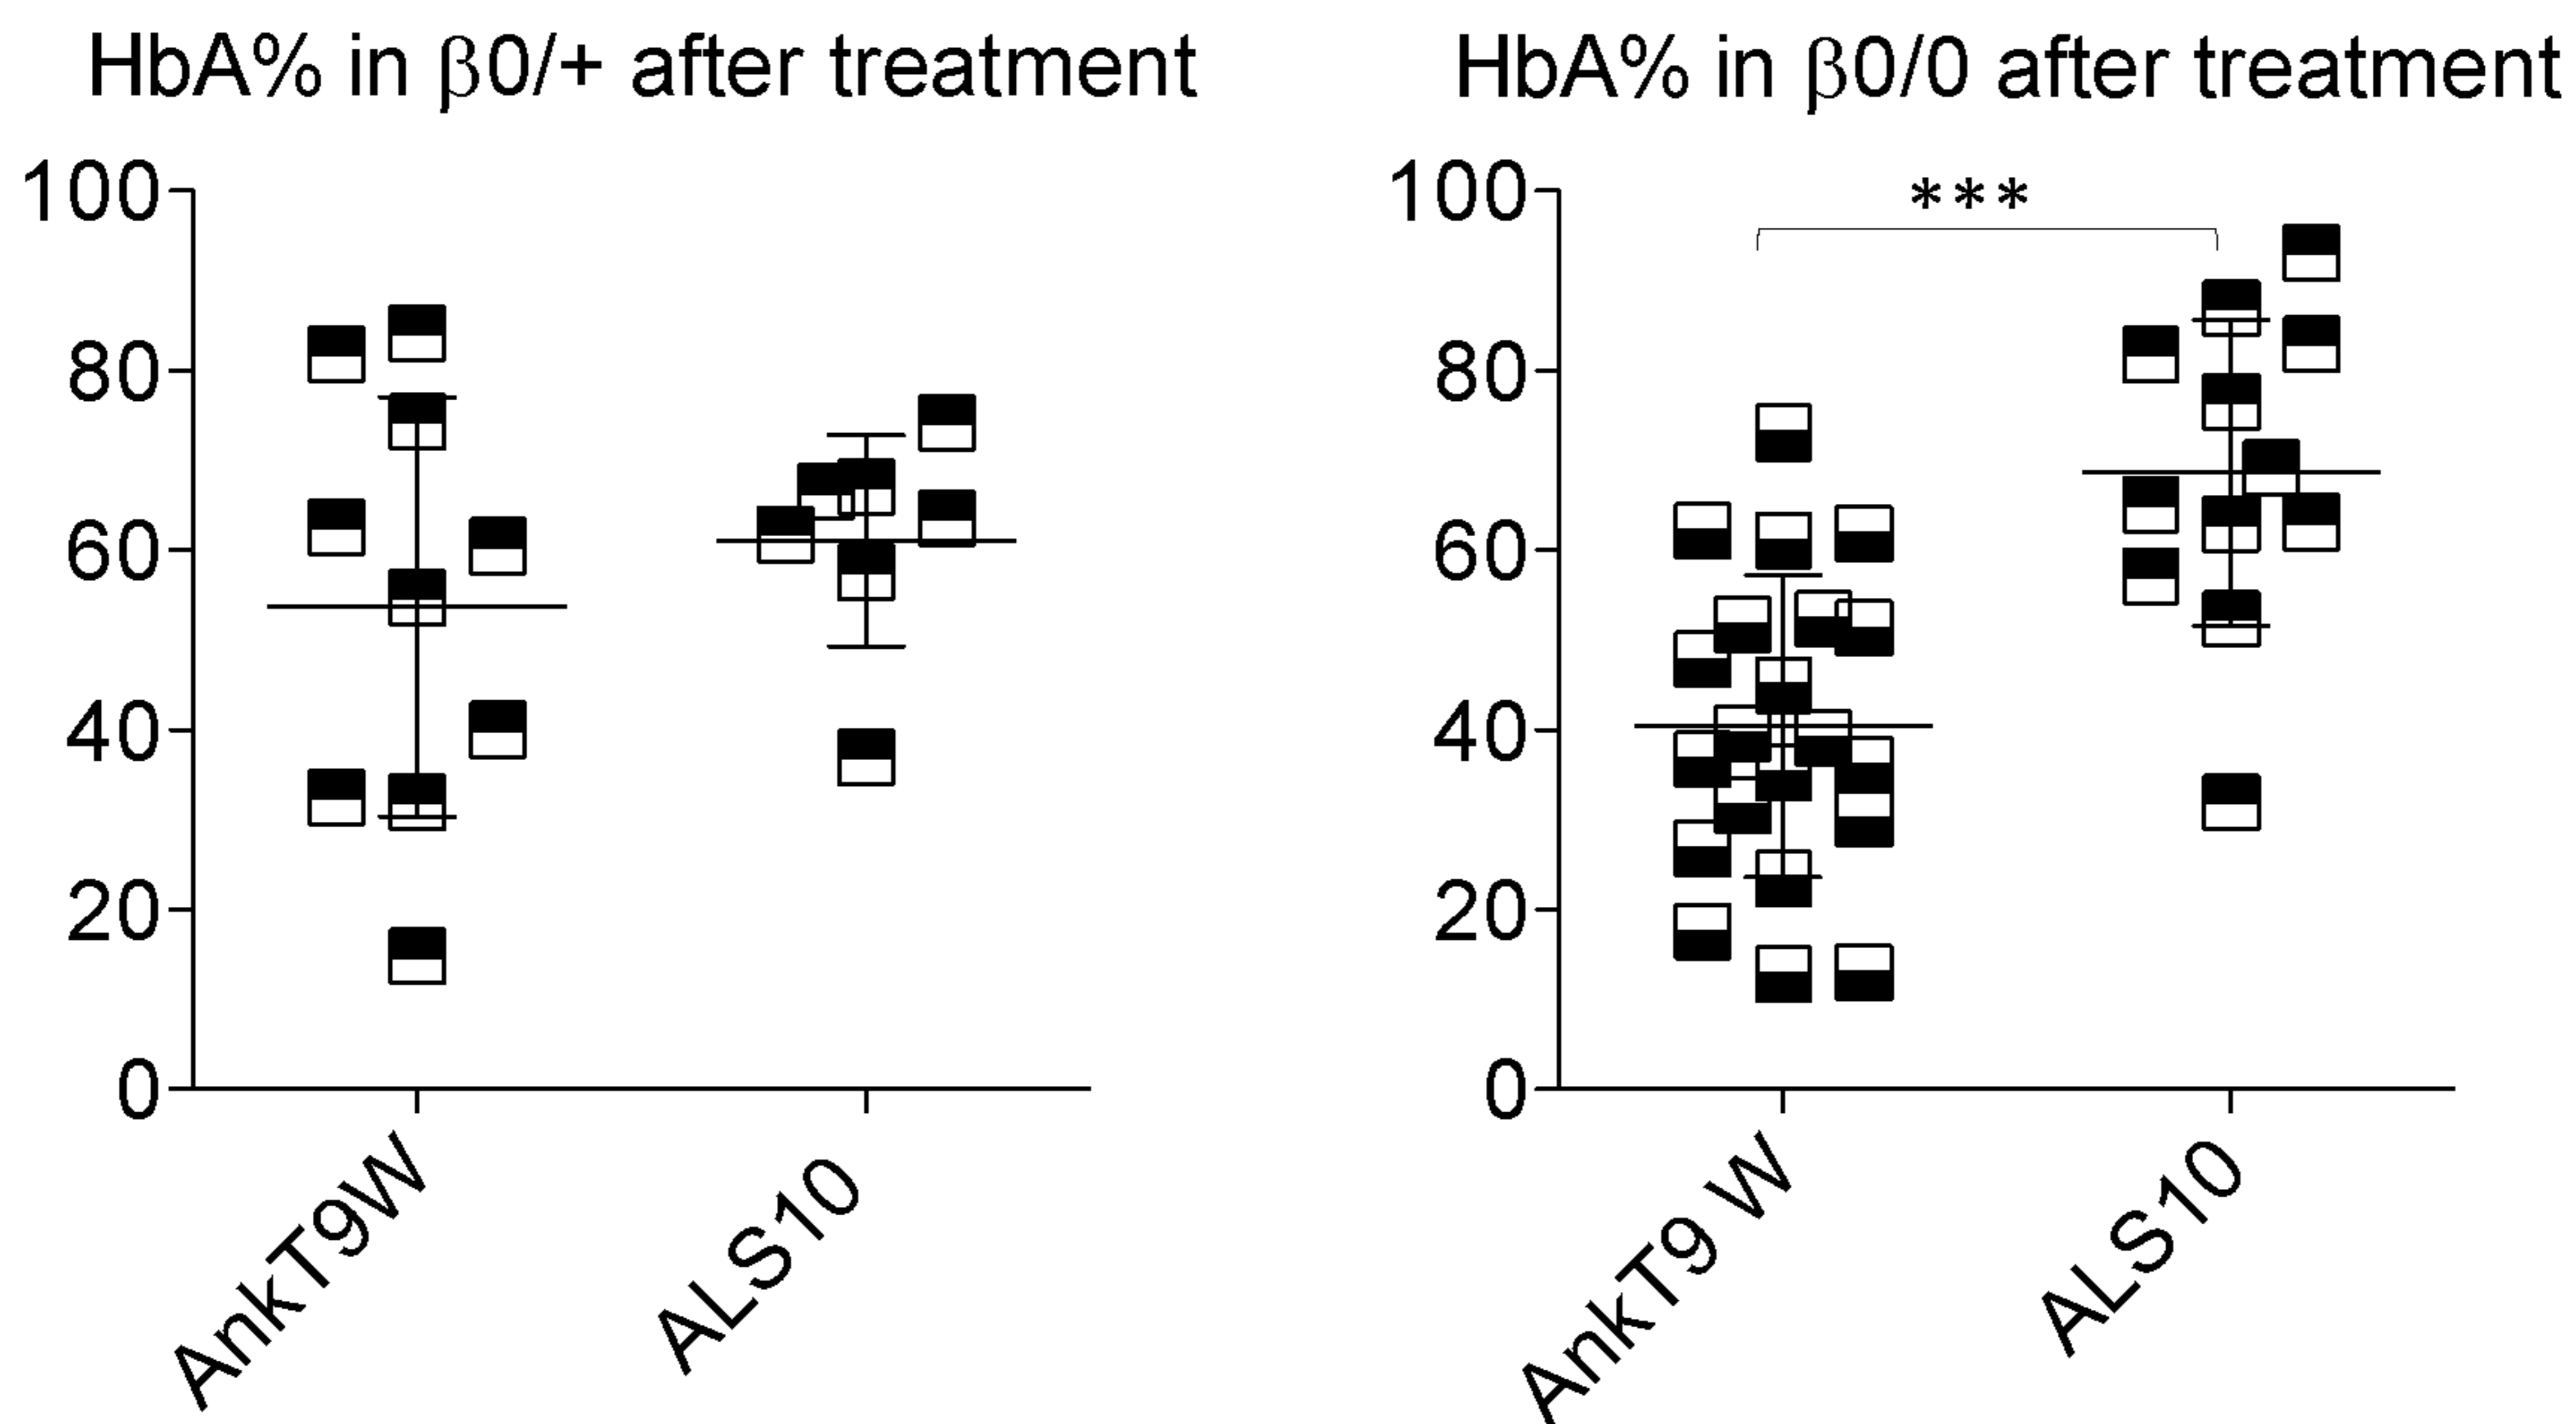 HbA% in β0/+ after treatment
100
80
60
40
20
0
AnkT9W
ALS10
HbA% in β0/0 after treatment
100
80
60
40
20
0
***
AnkT9 W
ALS10